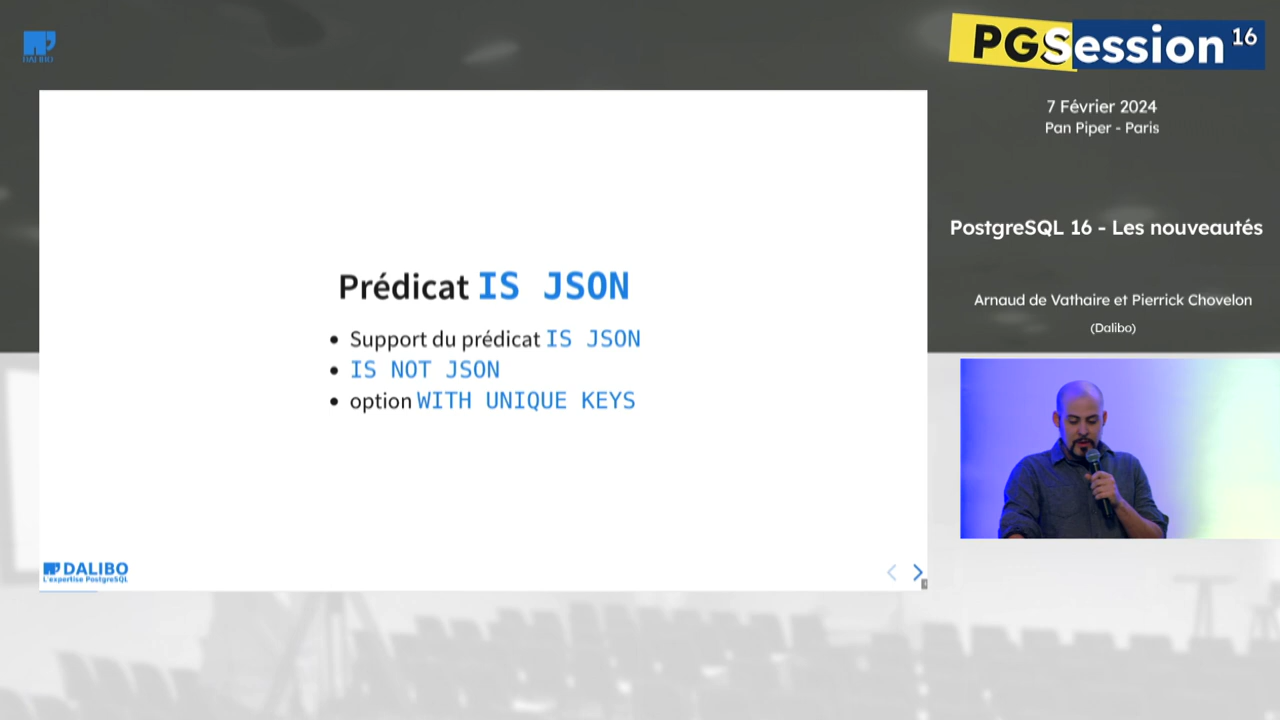 DALIBO
PGSession 16
7 Février 2024
Pan Piper - Paris
PostgreSQL 16 - Les nouveautés
Arnaud de Vathaire et Pierrick Chovelon
(Dalibo)
Prédicat IS JSON
• Support du prédicat IS JSON
• IS NOT JSON
• option WITH UNIQUE KEYS
DALIBO
L'expertise PostgreSQL